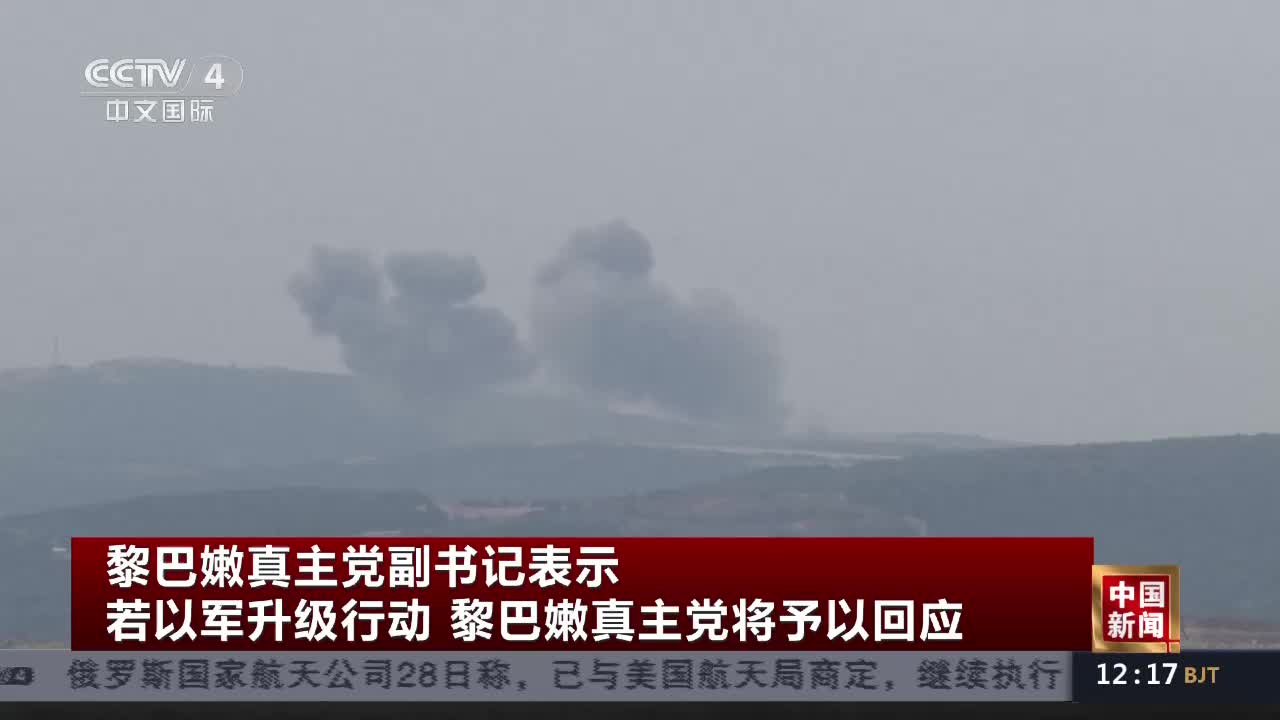 CCTV 4
中文国际
黎巴嫩真主党副书记表示
若以军升级行动 黎巴嫩真主党将予以回应
中国
新闻
俄罗斯国家航天公司28日称，已与美国航天局商定，继续执行
12:17 BJT